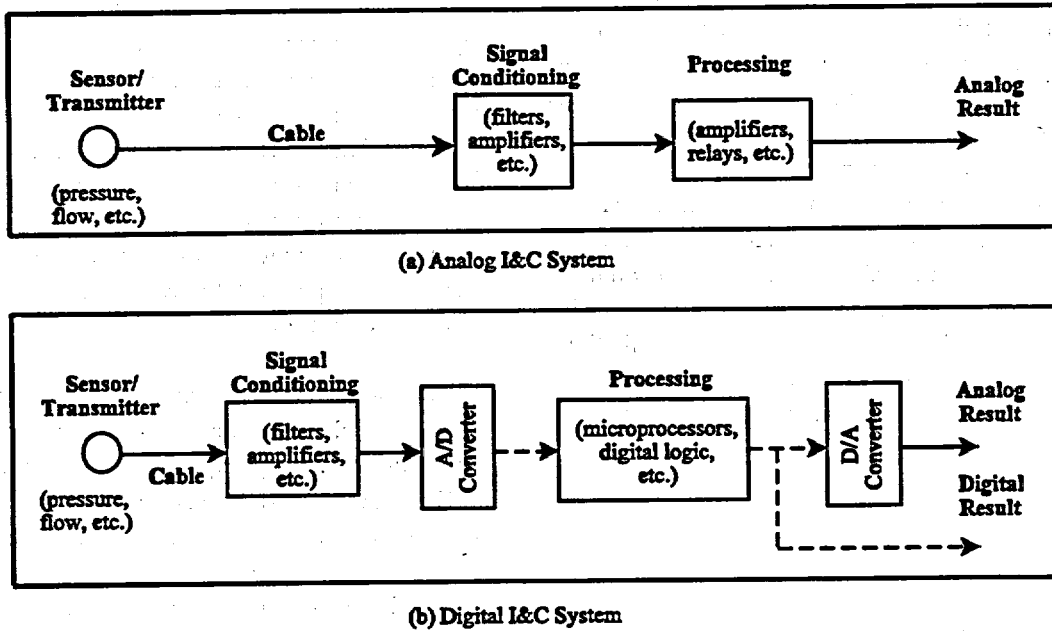 Sensor/
Transmitter
(pressure,
flow, etc.)
Cable
Signal
Conditioning
(filters,
amplifiers,
etc.)
Processing
(amplifiers,
relays, etc.)
Analog
Result
(a) Analog I&C System
Sensor/
Transmitter
(pressure,
flow, etc.)
Cable
Signal
Conditioning
(filters,
amplifiers,
etc.)
A/D
Converter
Processing
(microprocessors,
digital logic,
etc.)
D/A
Converter
Analog
Result
Digital
Result
(b) Digital I&C System